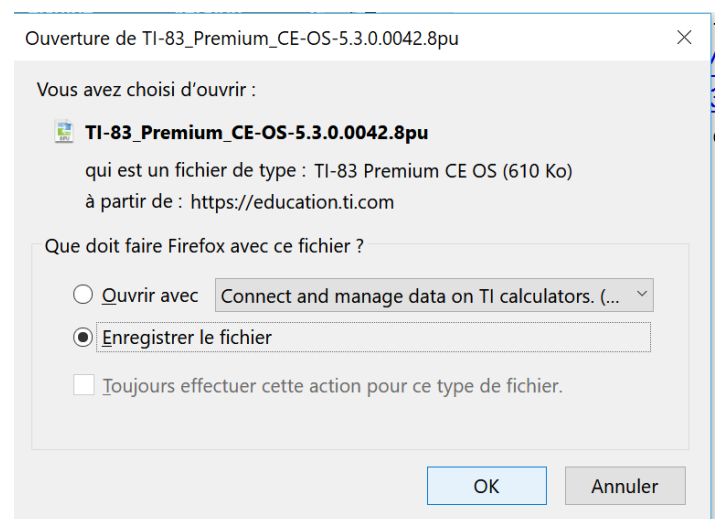 Ouverture de TI-83_Premium_CE-OS-5.3.0.0042.8pu
Vous avez choisi d'ouvrir :
TI-83_Premium_CE-OS-5.3.0.0042.8pu
qui est un fichier de type : TI-83 Premium CE OS (610 Ko)
à partir de : https://education.ti.com
Que doit faire Firefox avec ce fichier ?
Ouvrir avec Connect and manage data on TI calculators. (...
Enregistrer le fichier
Toujours effectuer cette action pour ce type de fichier.
OK Annuler